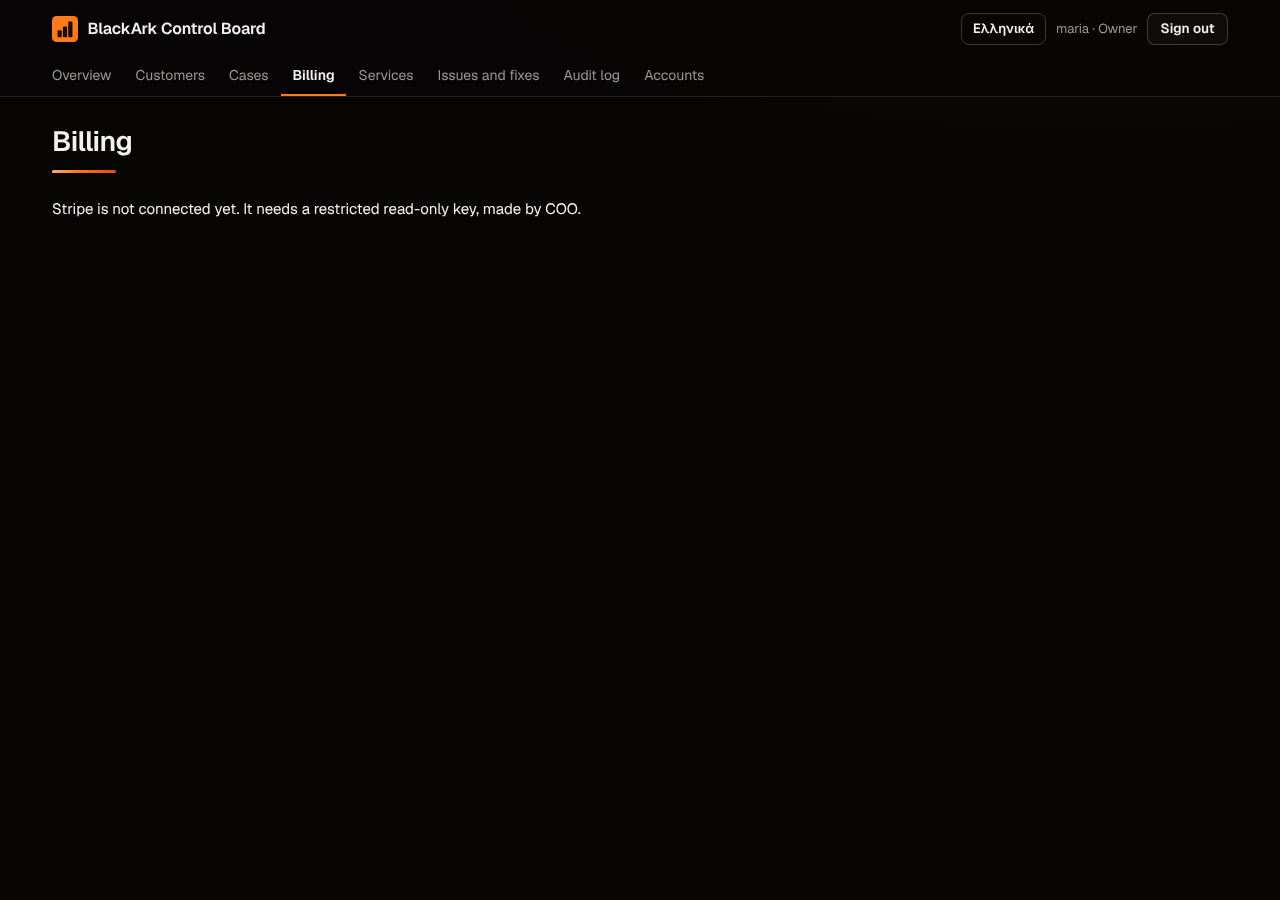 BlackArk Control Board
Ελληνικά
maria · Owner
Sign out
Overview
Customers
Cases
Billing
Services
Issues and fixes
Audit log
Accounts
Billing
Stripe is not connected yet. It needs a restricted read-only key, made by COO.